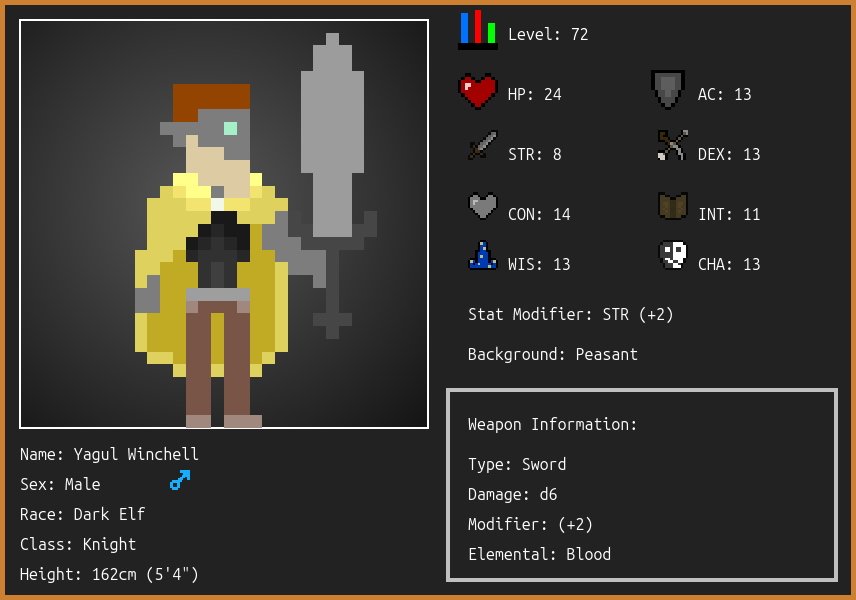 Level: 72
HP: 24
AC: 13
STR: 8
DEX: 13
CON: 14
INT: 11
WIS: 13
CHA: 13
Stat Modifier: STR (+2)
Background: Peasant
Weapon Information:
Type: Sword
Damage: d6
Modifier: (+2)
Elemental: Blood
Name: Yagul Winchell
Sex: Male
Race: Dark Elf
Class: Knight
Height: 162cm (5'4")